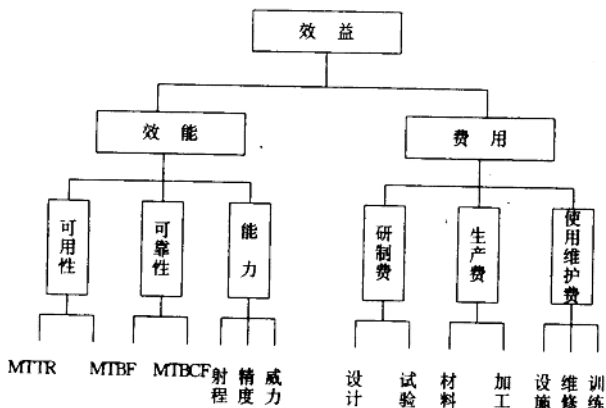 效益
效能
费用
可用性
可靠性
能力
研制费
生产费
使用维护费
MTTR
MTBF
MTBCF
射程
精度
威力
设计
试验
材料
加工
设施
维修
训练